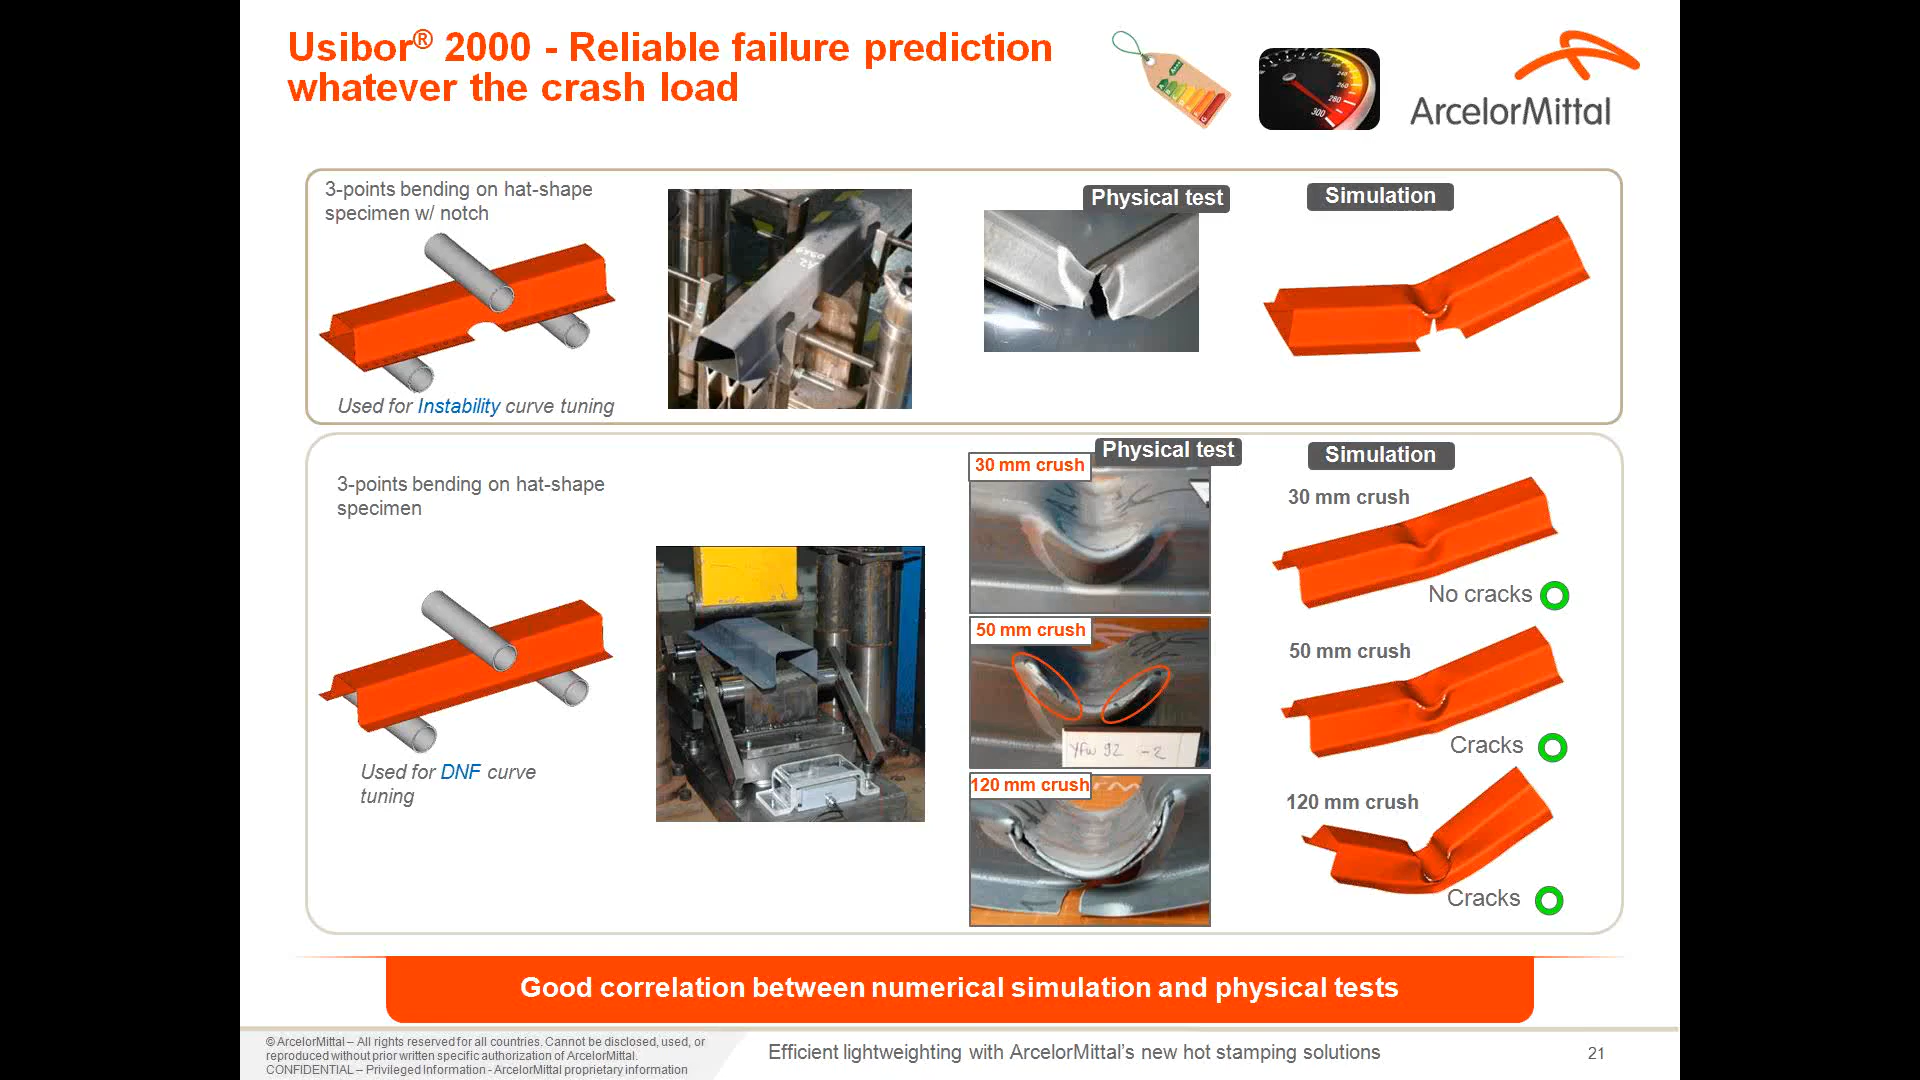 Usibor® 2000 - Reliable failure prediction
whatever the crash load
ArcelorMittal
3-points bending on hat-shape
specimen w/ notch
Used for Instability curve tuning
Physical test
Simulation
3-points bending on hat-shape
specimen
Used for DNF curve
tuning
Physical test
30 mm crush
50 mm crush
120 mm crush
Simulation
30 mm crush
No cracks
50 mm crush
Cracks
120 mm crush
Cracks
Good correlation between numerical simulation and physical tests
© ArcelorMittal – All rights reserved for all countries. Cannot be disclosed, used, or
reproduced without prior written specific authorization of ArcelorMittal.
CONFIDENTIAL – Privileged Information - ArcelorMittal proprietary information
Efficient lightweighting with ArcelorMittal's new hot stamping solutions
21